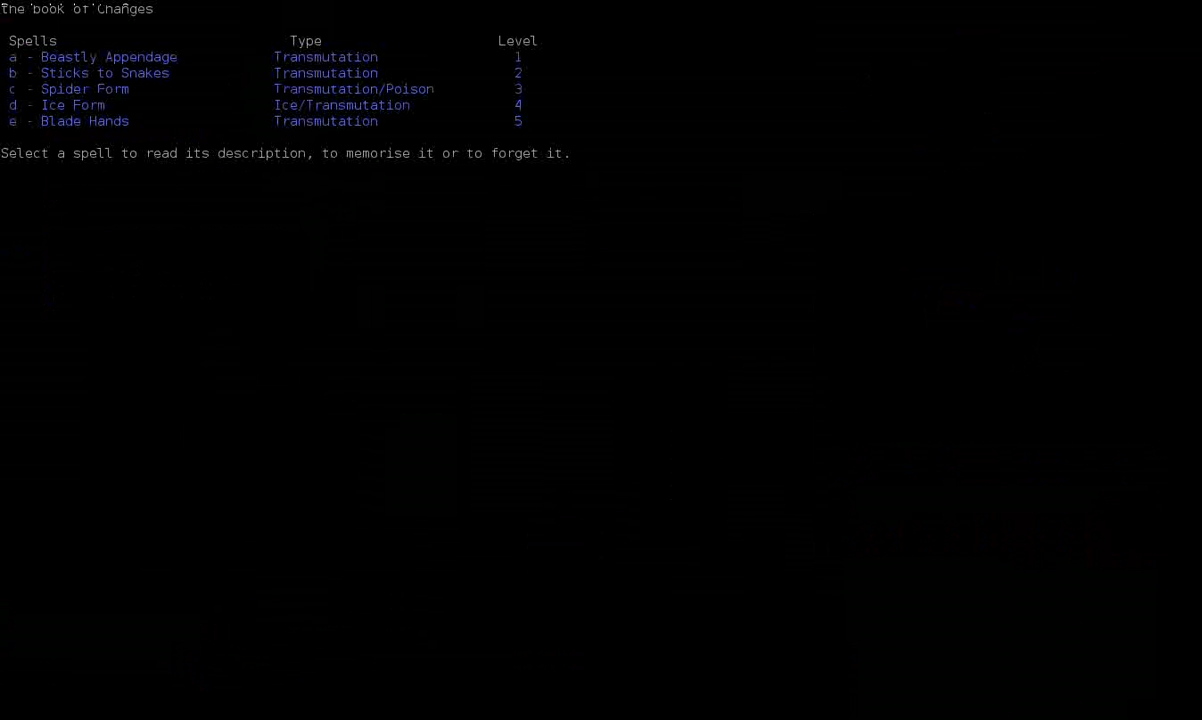 The book of Changes
Spells Type Level
a - Beastly Appendage Transmutation 1
b - Sticks to Snakes Transmutation 2
c - Spider Form Transmutation/Poison 3
d - Ice Form Ice/Transmutation 4
e - Blade Hands Transmutation 5
Select a spell to read its description, to memorise it or to forget it.